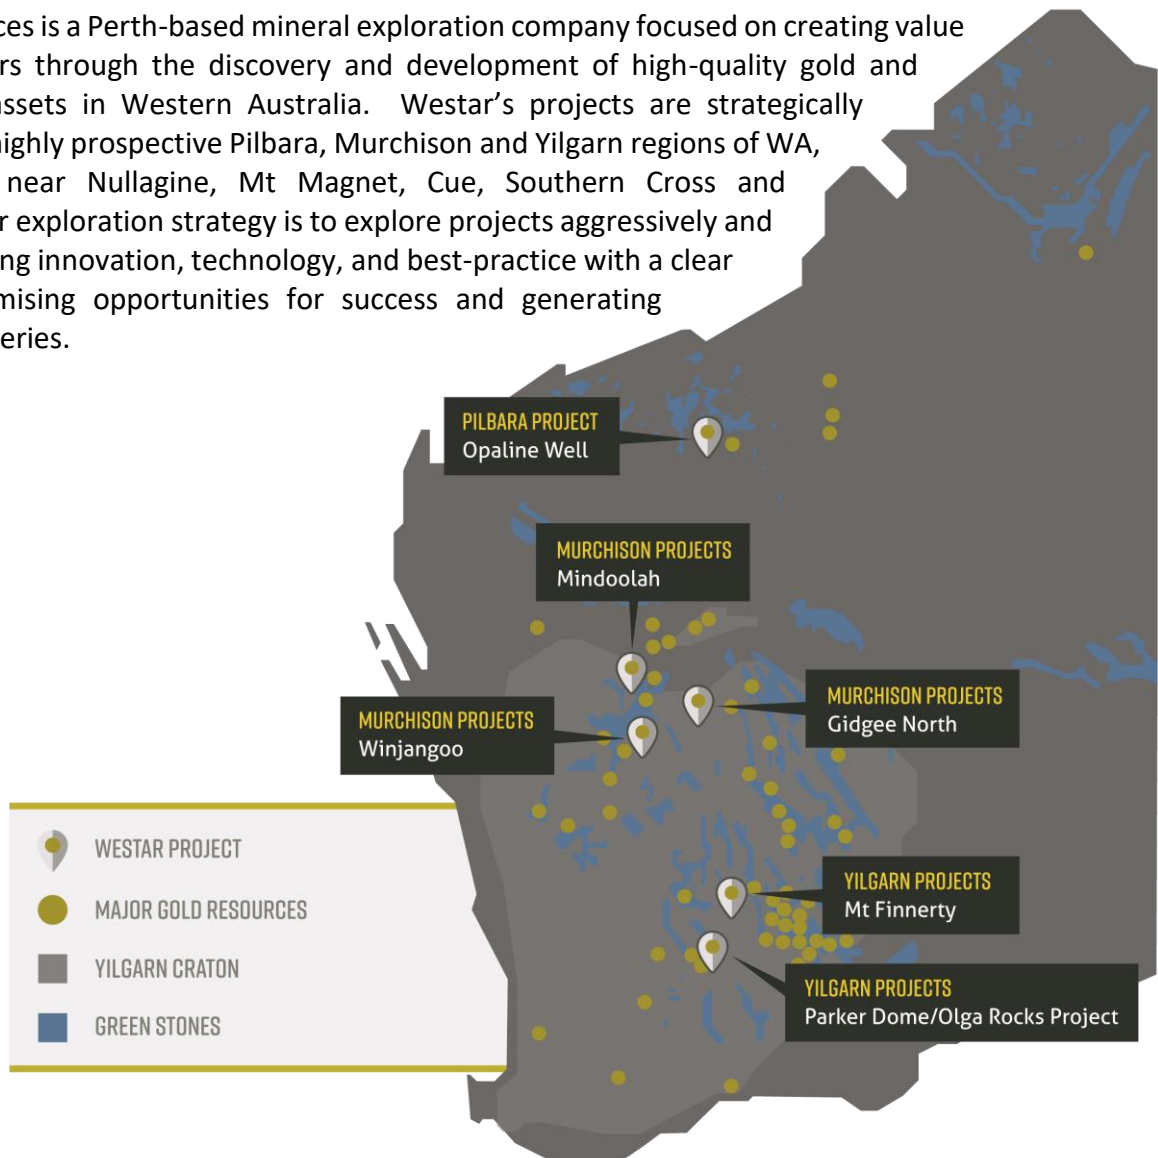 ces is a Perth-based mineral exploration company focused on creating value
rs through the discovery and development of high-quality gold and
assets in Western Australia. Westar's projects are strategically
highly prospective Pilbara, Murchison and Yilgarn regions of WA,
near Nullagine, Mt Magnet, Cue, Southern Cross and
r exploration strategy is to explore projects aggressively and
ng innovation, technology, and best-practice with a clear
mising opportunities for success and generating
eries.
PILBARA PROJECT
Opaline Well
MURCHISON PROJECTS
Mindoolah
MURCHISON PROJECTS
Gidgee North
MURCHISON PROJECTS
Winjangoo
WESTAR PROJECT
MAJOR GOLD RESOURCES
YILGARN CRATON
GREEN STONES
YILGARN PROJECTS
Mt Finnerty
YILGARN PROJECTS
Parker Dome/Olga Rocks Project